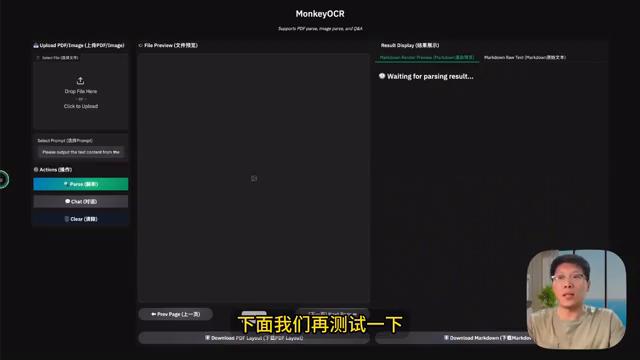 MonkeyOCR
Supports PDF parse, image parse, and Q&A
Upload PDF/Image (上传PDF/Image)
Select File (选择文件)
Drop File Here
- or -
Click to Upload
Select Prompt (选择Prompt)
Please output the text content from the
Actions (操作)
Parse (解析)
Chat (对话)
Clear (清除)
File Preview (文件预览)
Prev Page (上一页)
Download PDF Layout (下载PDF Layout)
Result Display (结果展示)
Markdown Render Preview (Markdown渲染预览)
Markdown Raw Text (Markdown原始文本)
Waiting for parsing result...
Download Markdown (下载Markdown)
下面我们再测试一下